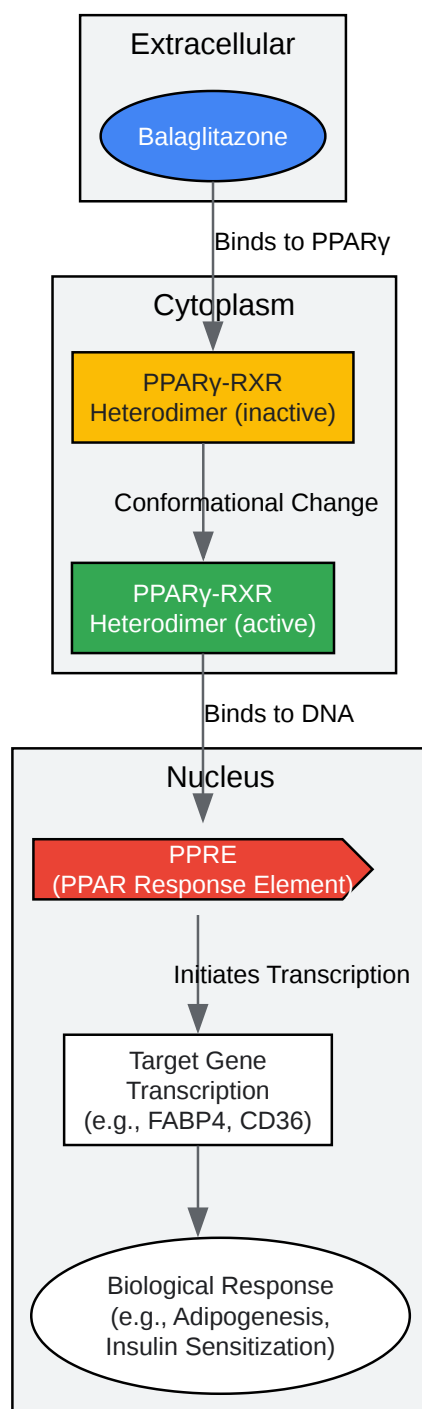 Extracellular
Balaglitazone
Binds to PPARγ
Cytoplasm
PPARγ-RXR
Heterodimer (inactive)
Conformational Change
PPARγ-RXR
Heterodimer (active)
Binds to DNA
Nucleus
PPRE
(PPAR Response Element)
Initiates Transcription
Target Gene
Transcription
(e.g., FABP4, CD36)
Biological Response
(e.g., Adipogenesis,
Insulin Sensitization)